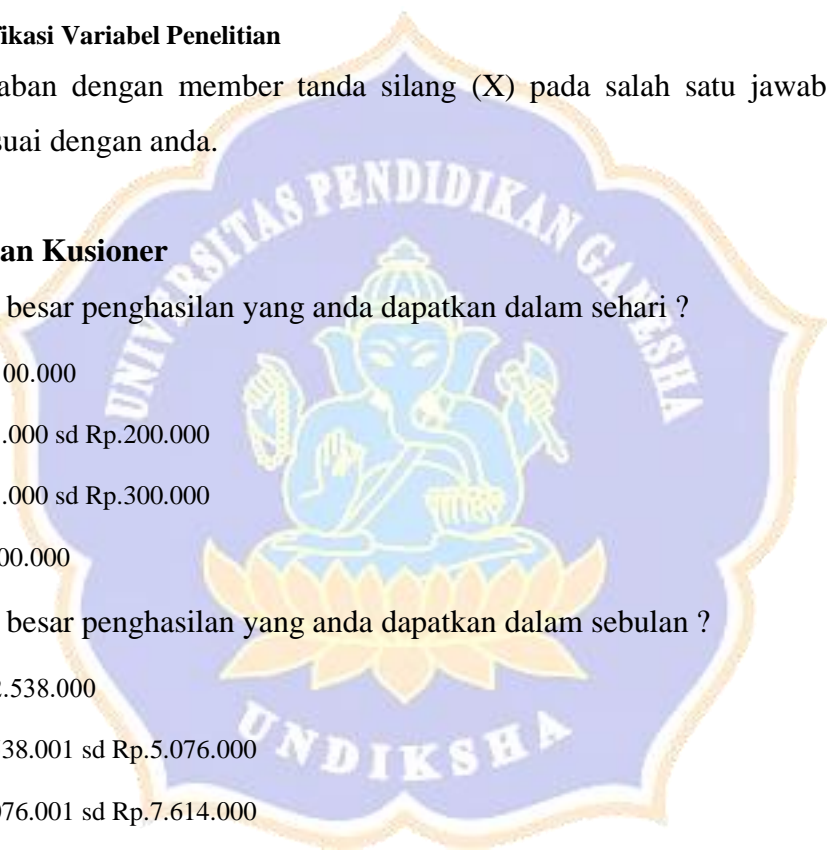 fikasi Variabel Penelitian
aban dengan member tanda silang (X) pada salah satu jawab
suai dengan anda.
UNIVERSITAS PENDIDIKAN GANESHA
an Kusioner
besar penghasilan yang anda dapatkan dalam sehari ?
00.000
.000 sd Rp.200.000
.000 sd Rp.300.000
00.000
besar penghasilan yang anda dapatkan dalam sebulan ?
2.538.000
38.001 sd Rp.5.076.000
076.001 sd Rp.7.614.000
UNDIKSHA